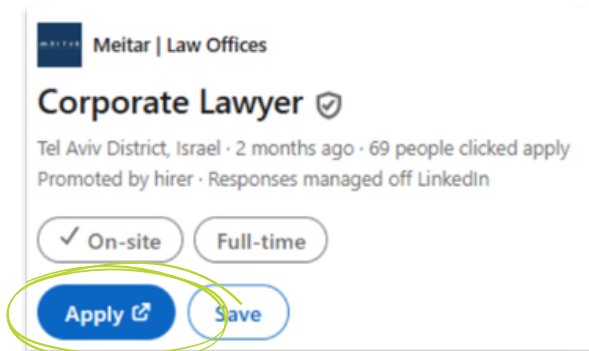 MEITAR
Meitar | Law Offices
Corporate Lawyer
Tel Aviv District, Israel · 2 months ago · 69 people clicked apply
Promoted by hirer · Responses managed off LinkedIn
On-site Full-time
Apply Save